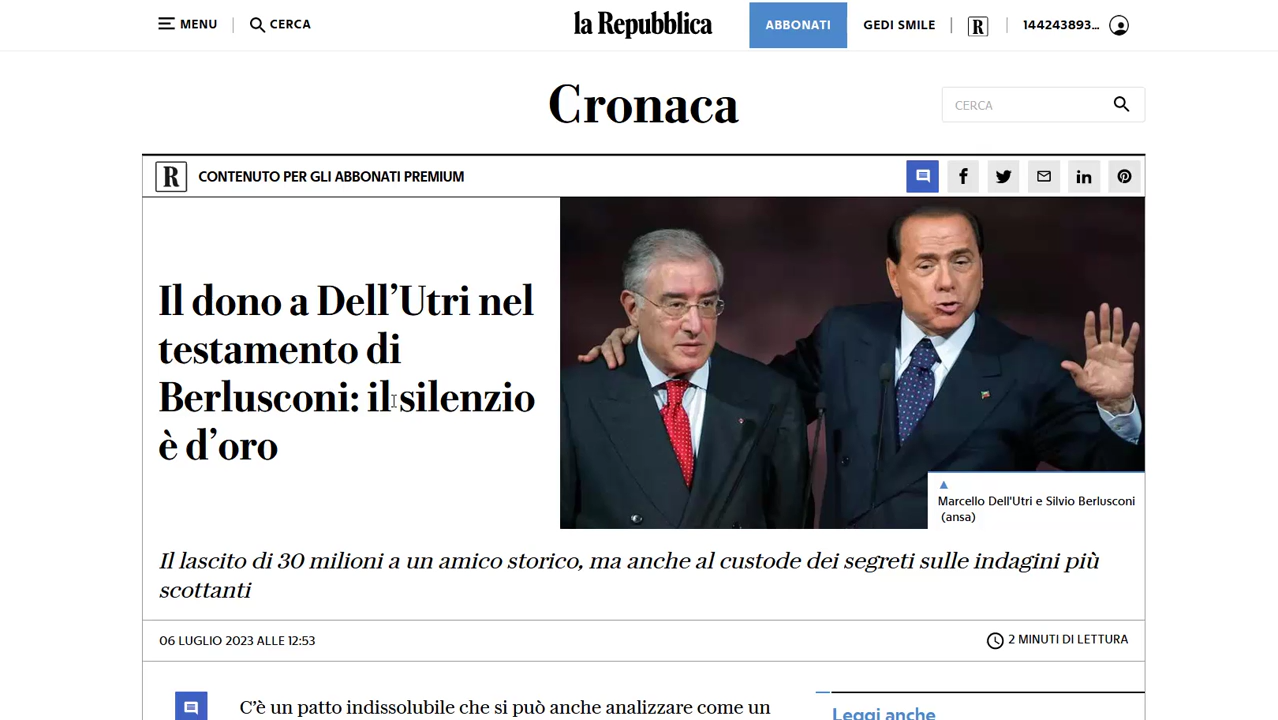 MENU
CERCA
la Repubblica
ABBONATI
GEDI SMILE
R
144243893...
Cronaca
CERCA
R
CONTENUTO PER GLI ABBONATI PREMIUM
Il dono a Dell’Utri nel
testamento di
Berlusconi: il silenzio
è d’oro
Marcello Dell'Utri e Silvio Berlusconi
(ansa)
Il lascito di 30 milioni a un amico storico, ma anche al custode dei segreti sulle indagini più
scottanti
06 LUGLIO 2023 ALLE 12:53
2 MINUTI DI LETTURA
C’è un patto indissolubile che si può anche analizzare come un
Leggi anche